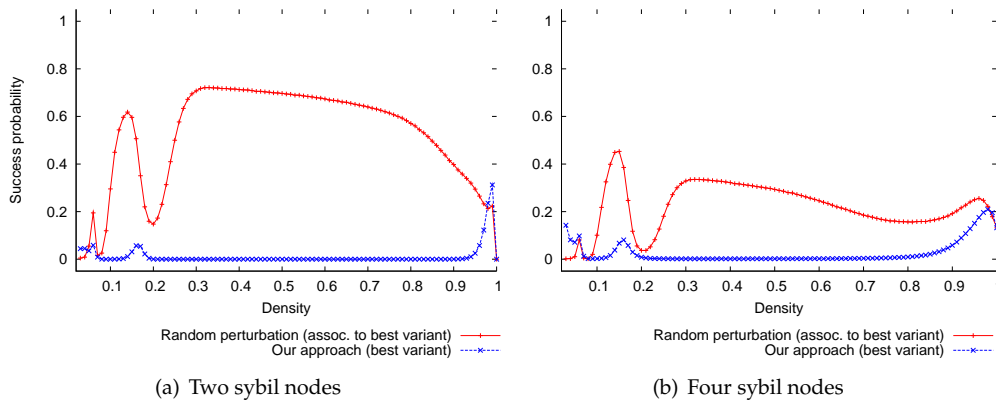 1
0.8
0.6
0.4
0.2
0
Success probability
0.1 0.2 0.3 0.4 0.5 0.6 0.7 0.8 0.9 1
Density
Random perturbation (assoc. to best variant)
Our approach (best variant)
(a) Two sybil nodes
1
0.8
0.6
0.4
0.2
0
0.1 0.2 0.3 0.4 0.5 0.6 0.7 0.8 0.9 1
Density
Random perturbation (assoc. to best variant)
Our approach (best variant)
(b) Four sybil nodes